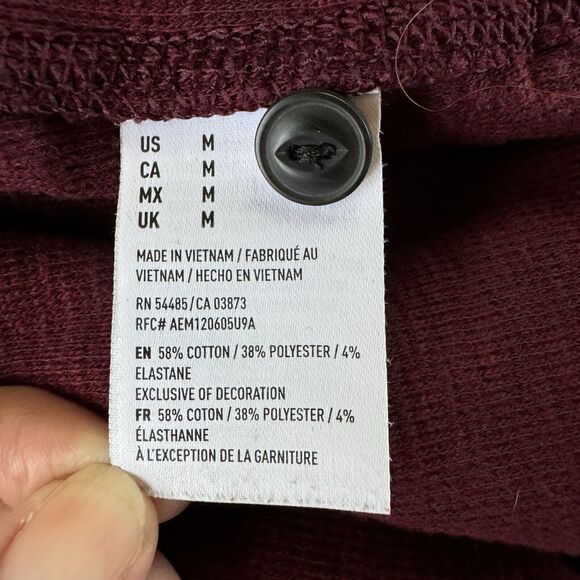 US M
CA M
MX M
UK M
MADE IN VIETNAM / FABRIQUÉ AU
VIETNAM / HECHO EN VIETNAM
RN 54485/CA 03873
RFC# AEM120605U9A
EN 58% COTTON / 38% POLYESTER / 4%
ELASTANE
EXCLUSIVE OF DECORATION
FR 58% COTON / 38% POLYESTER / 4%
ÉLASTHANNE
À L'EXCEPTION DE LA GARNITURE